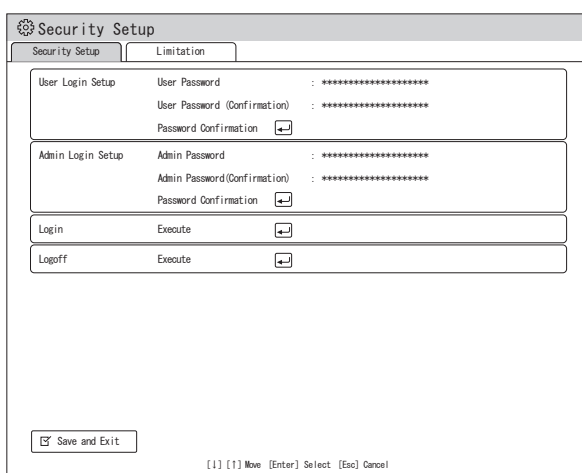 Security Setup
Security Setup Limitation
User Login Setup User Password : ********************
User Password (Confirmation) : ********************
Password Confirmation
Admin Login Setup Admin Password : ********************
Admin Password(Confirmation) : ********************
Password Confirmation
Login Execute
Logoff Execute
Save and Exit
[↓] [↑] Move [Enter] Select [Esc] Cancel